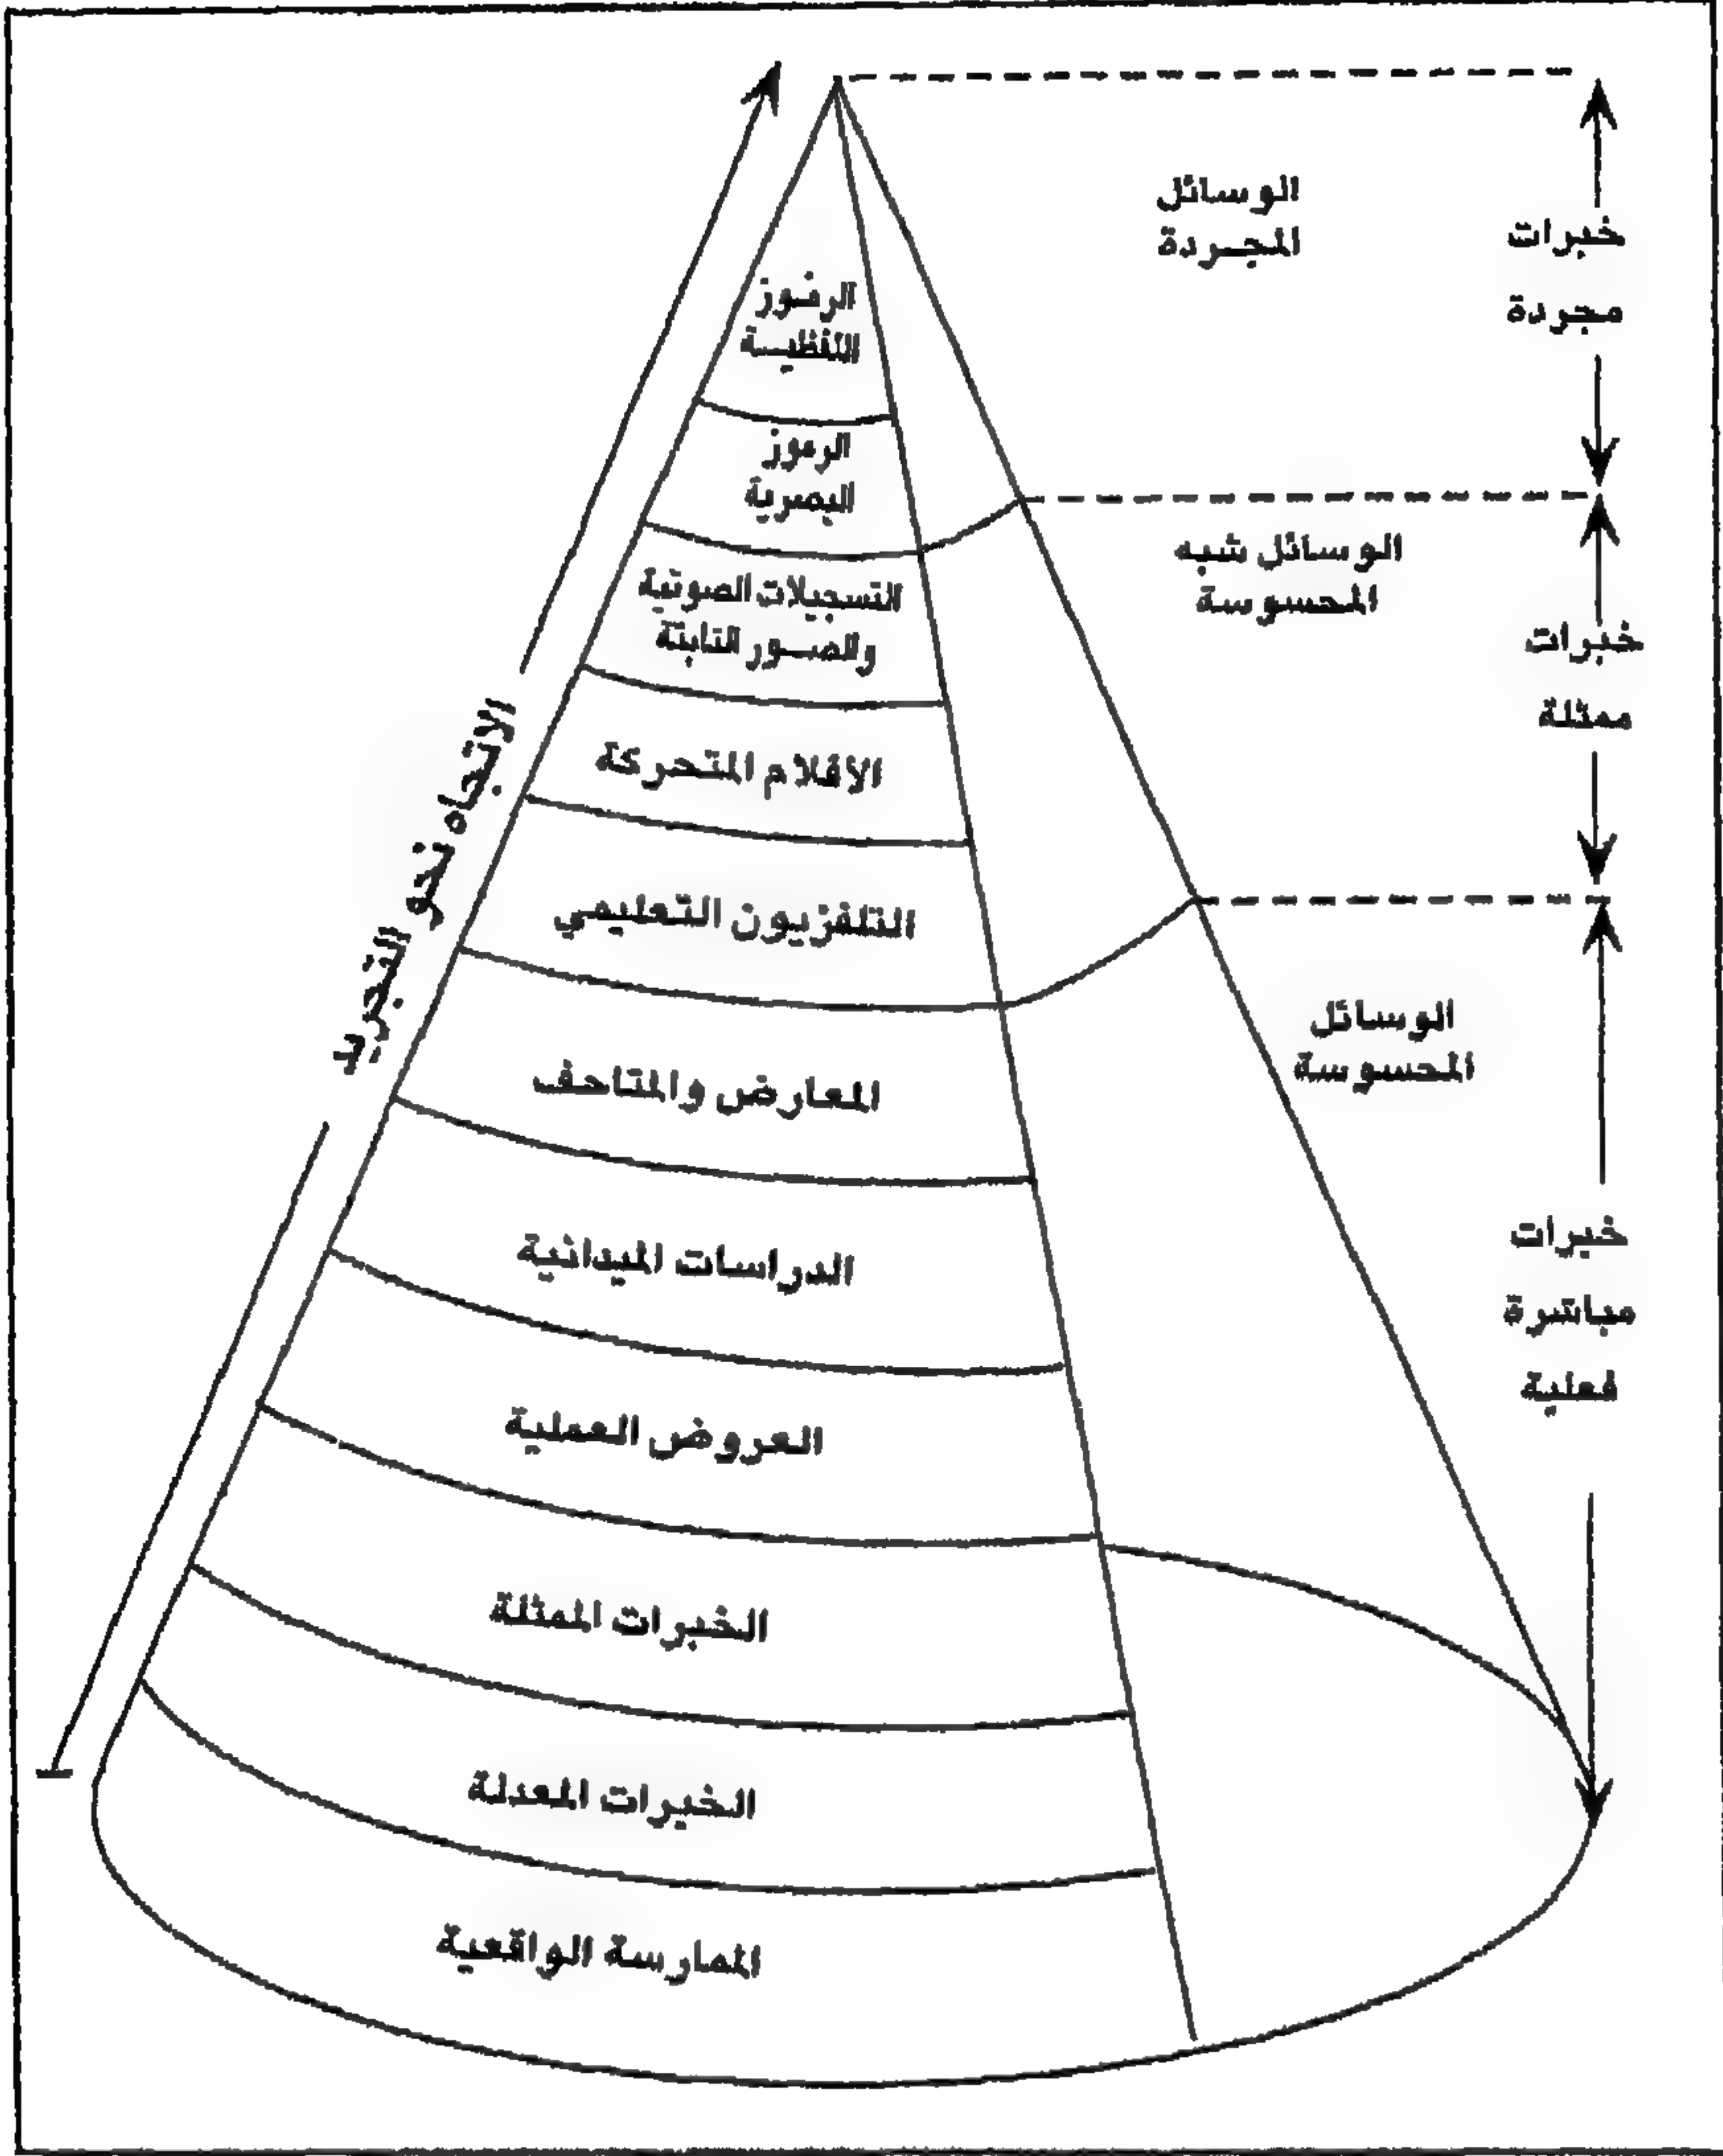 الوسائل
المجردة
خبرات
مجردة
الرموز
اللفظية
الرموز
البصرية
الوسائل شبه
المحسوسة
خبرات
ممثلة
التسجيلات الصوتية
والصور الثابتة
الأفلام المتحركة
التلفزيون التعليمي
الاتجاه نحو التجريد
الوسائل
المحسوسة
خبرات
مباشرة
فعلية
المعارض والمتاحف
الدراسات الميدانية
العروض العملية
الخبرات الممثلة
الخبرات المعدلة
الممارسة الواقعية